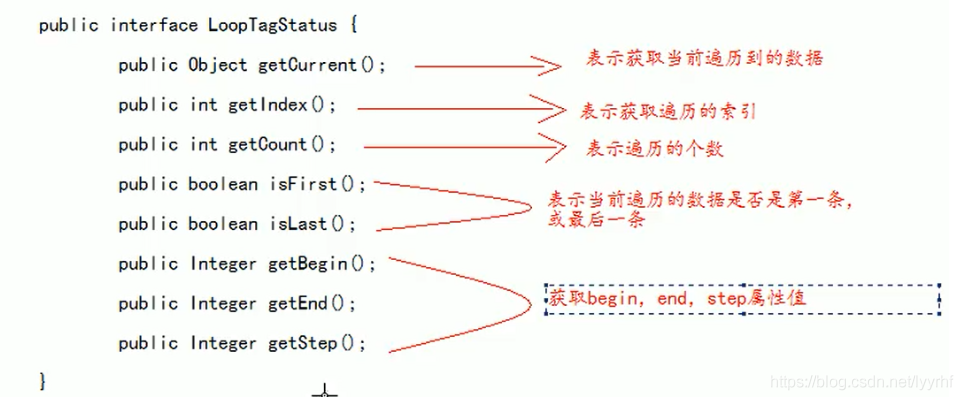 public interface LoopTagStatus {
public Object getCurrent(); 表示获取当前遍历到的数据
public int getIndex(); 表示获取遍历的索引
public int getCount(); 表示遍历的个数
public boolean isFirst();
表示当前遍历的数据是否是第一条，
或最后一条
public boolean isLast();
public Integer getBegin();
public Integer getEnd(); 获取begin，end，step属性值
public Integer getStep();
}
https://blog.csdn.net/lyyrhf